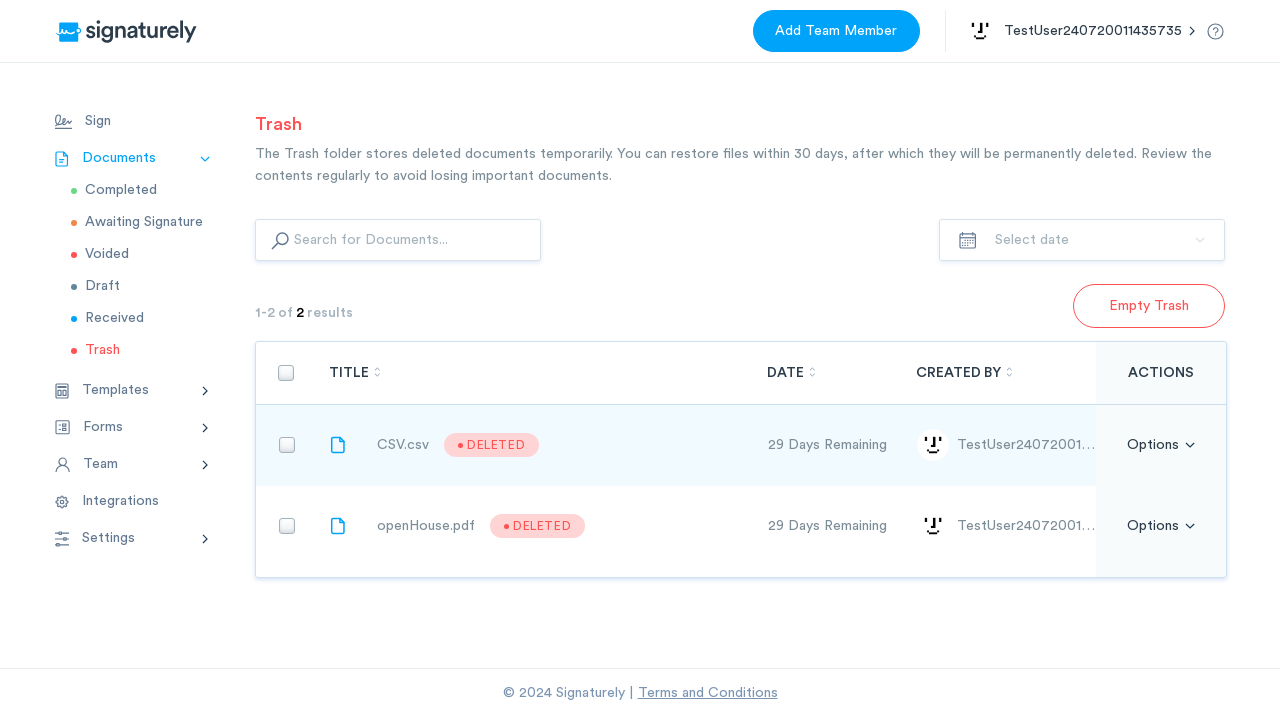 signaturely
Add Team Member
TestUser240720011435735
Sign
Documents
Completed
Awaiting Signature
Voided
Draft
Received
Trash
Templates
Forms
Team
Integrations
Settings
Trash
The Trash folder stores deleted documents temporarily. You can restore files within 30 days, after which they will be permanently deleted. Review the
contents regularly to avoid losing important documents.
Search for Documents...
Select date
1-2 of 2 results
Empty Trash
TITLE DATE CREATED BY ACTIONS
CSV.csv DELETED 29 Days Remaining TestUser24072001... Options
openHouse.pdf DELETED 29 Days Remaining TestUser24072001... Options
© 2024 Signaturely | Terms and Conditions